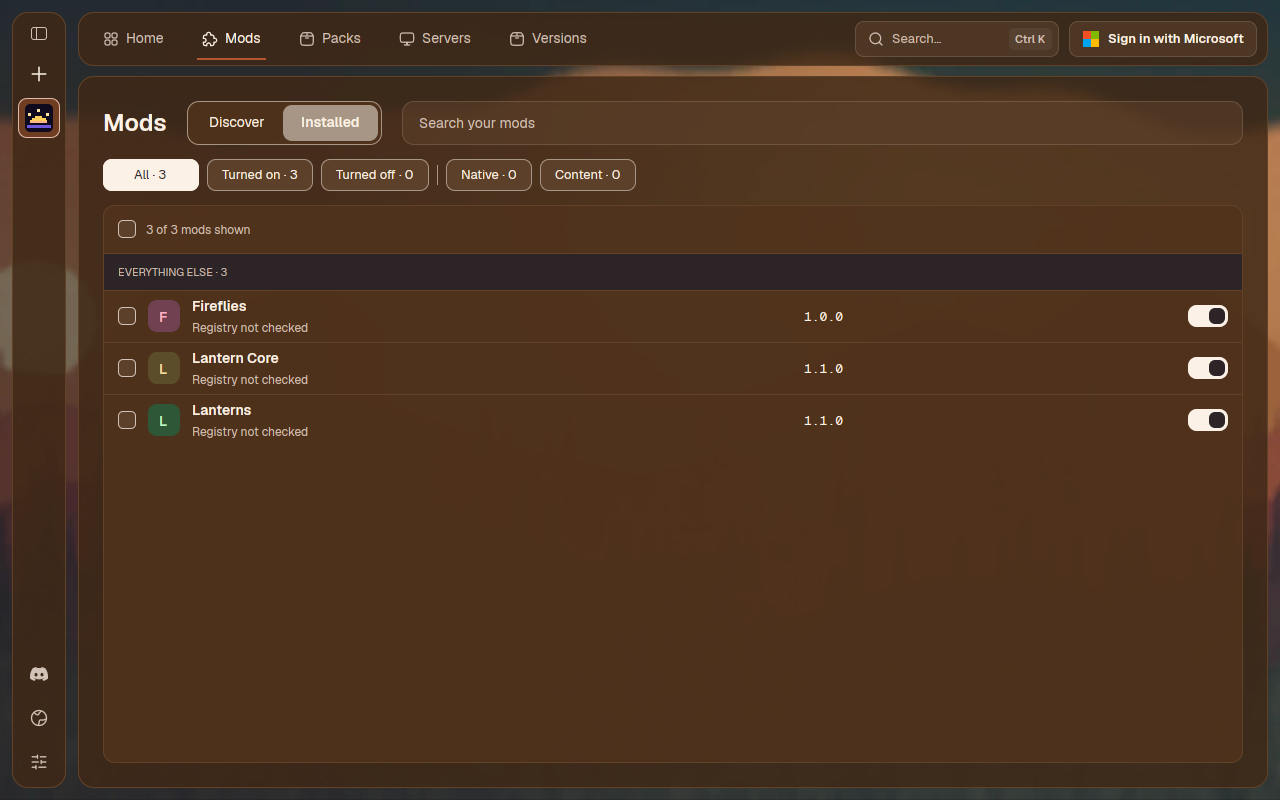 Home
Mods
Packs
Servers
Versions
Search...
Ctrl K
Sign in with Microsoft
Mods
Discover
Installed
Search your mods
All · 3
Turned on · 3
Turned off · 0
Native · 0
Content · 0
3 of 3 mods shown
EVERYTHING ELSE · 3
F
Fireflies
Registry not checked
1.0.0
L
Lantern Core
Registry not checked
1.1.0
L
Lanterns
Registry not checked
1.1.0